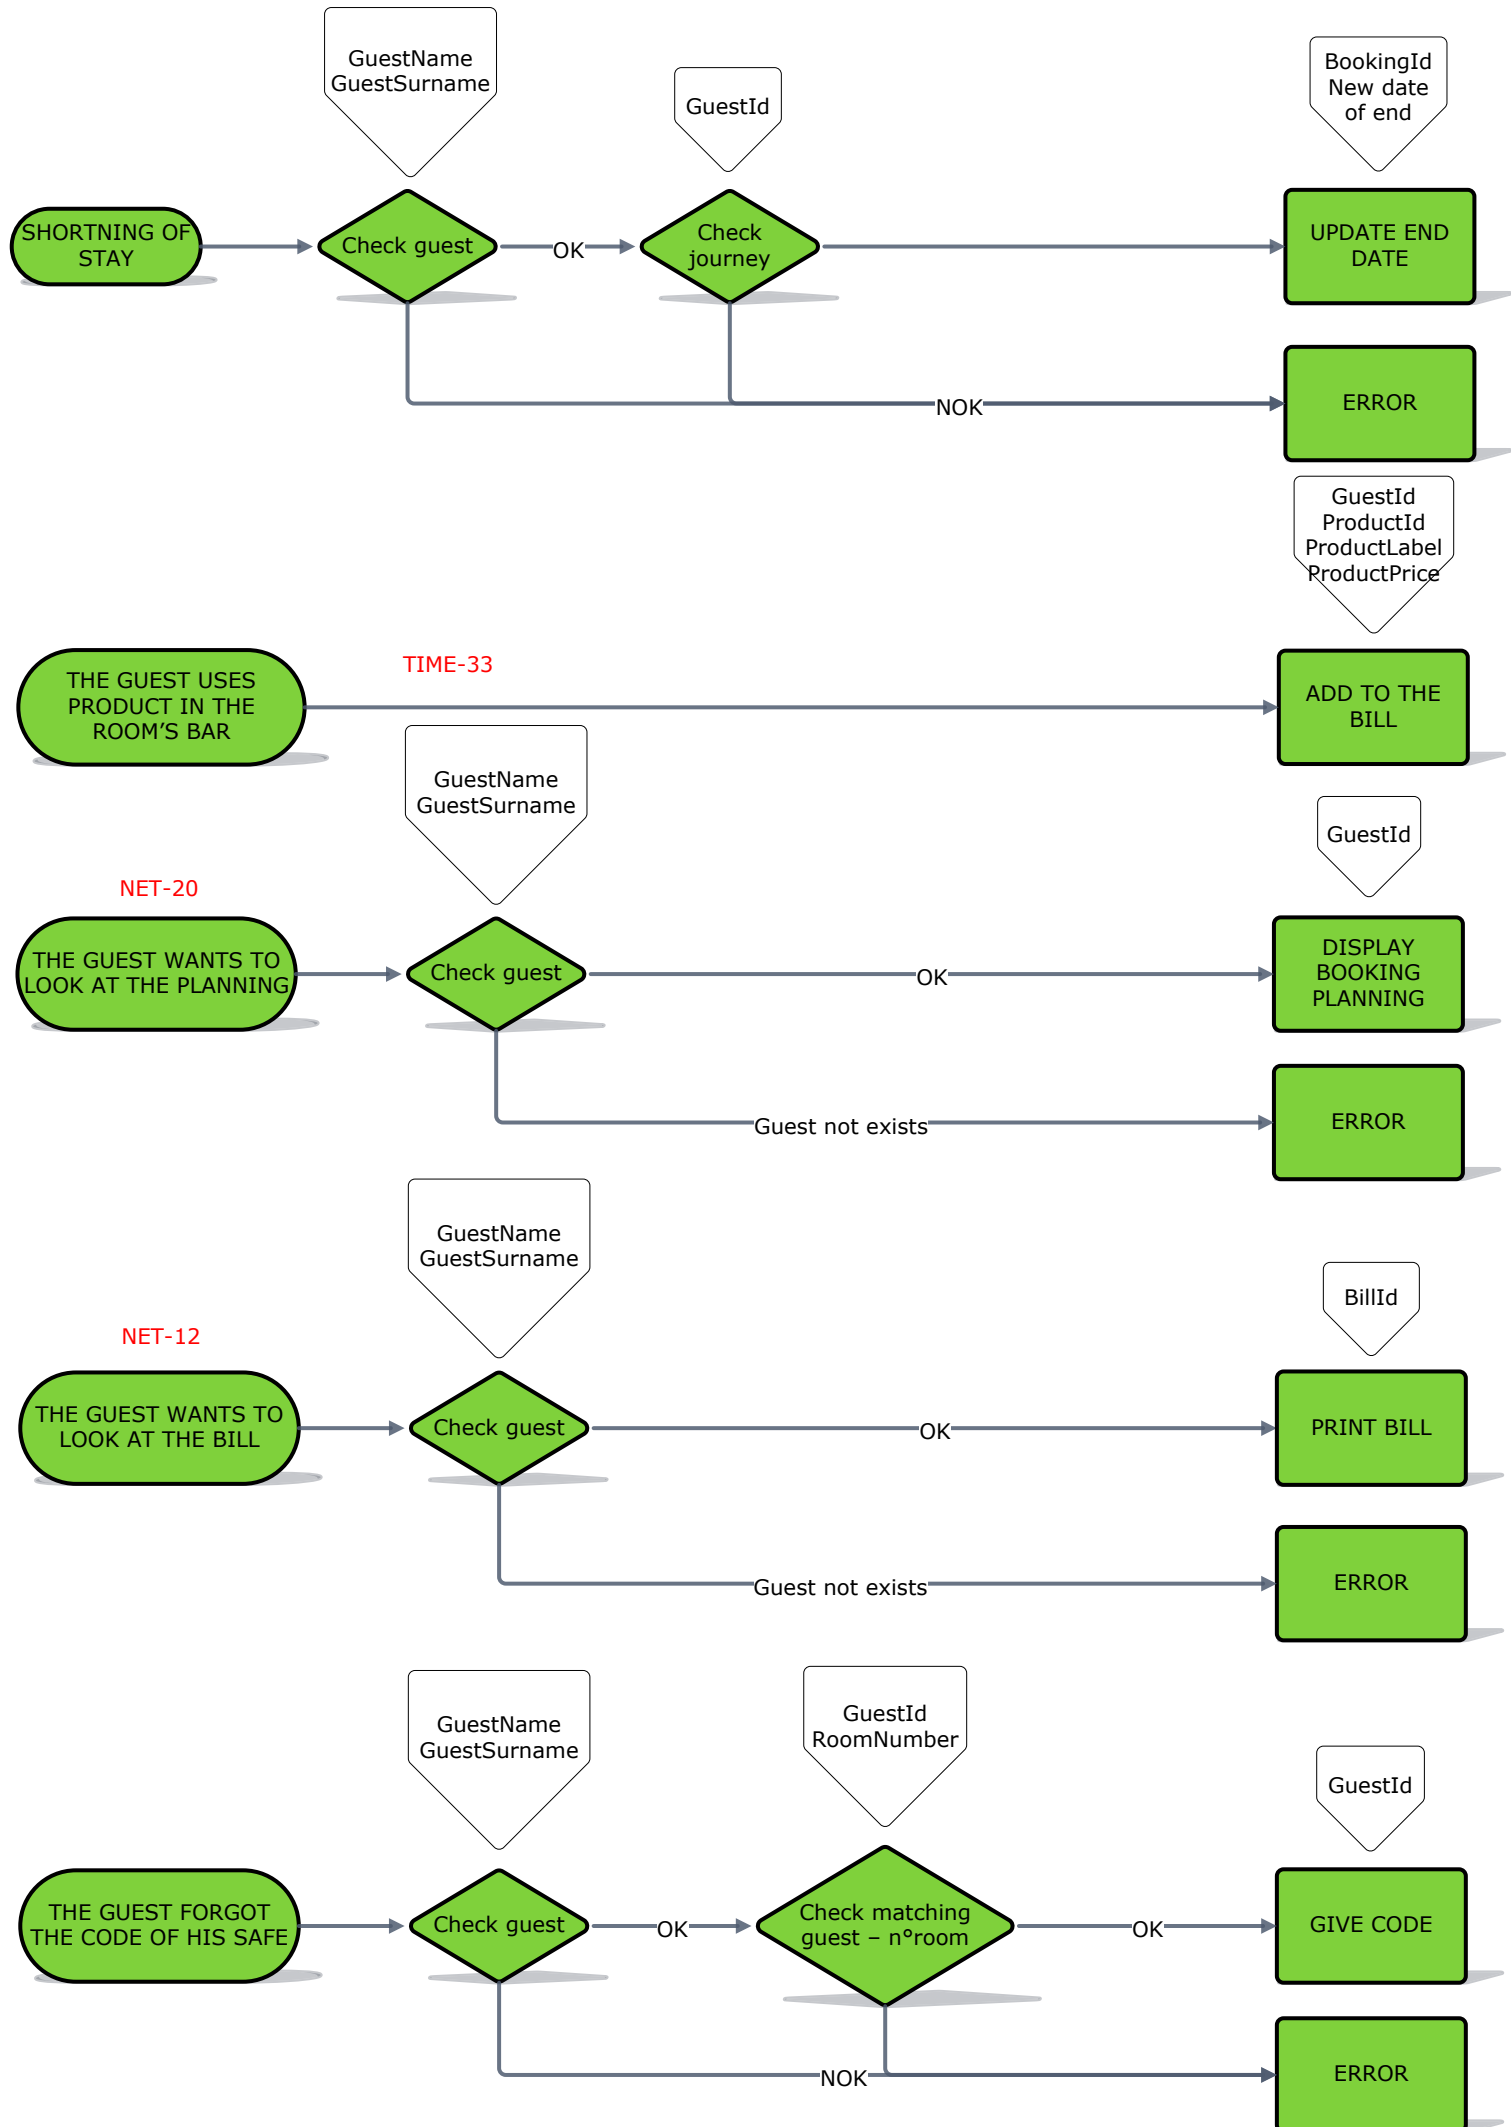 GuestName
GuestSurname
GuestId
BookingId
New date
of end
SHORTNING OF
STAY
Check guest
OK
Check
journey
UPDATE END
DATE
NOK
ERROR
GuestId
ProductId
ProductLabel
ProductPrice
TIME-33
THE GUEST USES
PRODUCT IN THE
ROOM’S BAR
ADD TO THE
BILL
GuestName
GuestSurname
GuestId
NET-20
THE GUEST WANTS TO
LOOK AT THE PLANNING
Check guest
OK
DISPLAY
BOOKING
PLANNING
Guest not exists
ERROR
GuestName
GuestSurname
BillId
NET-12
THE GUEST WANTS TO
LOOK AT THE BILL
Check guest
OK
PRINT BILL
Guest not exists
ERROR
GuestName
GuestSurname
GuestId
RoomNumber
GuestId
THE GUEST FORGOT
THE CODE OF HIS SAFE
Check guest
OK
Check matching
guest – n°room
OK
GIVE CODE
NOK
ERROR